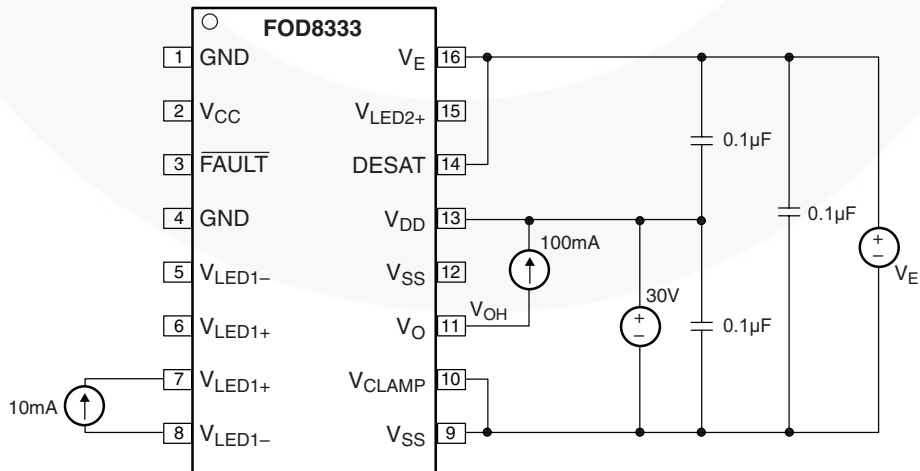 FOD8333
1 GND
2 VCC
3 FAULT
4 GND
5 VLED1–
6 VLED1+
7 VLED1+
8 VLED1–
10mA
VE 16
VLED2+ 15
DESAT 14
VDD 13
VSS 12
VO 11
VCLAMP 10
VSS 9
VOH
100mA
30V
0.1µF
0.1µF
0.1µF
+
–
+
–
VE